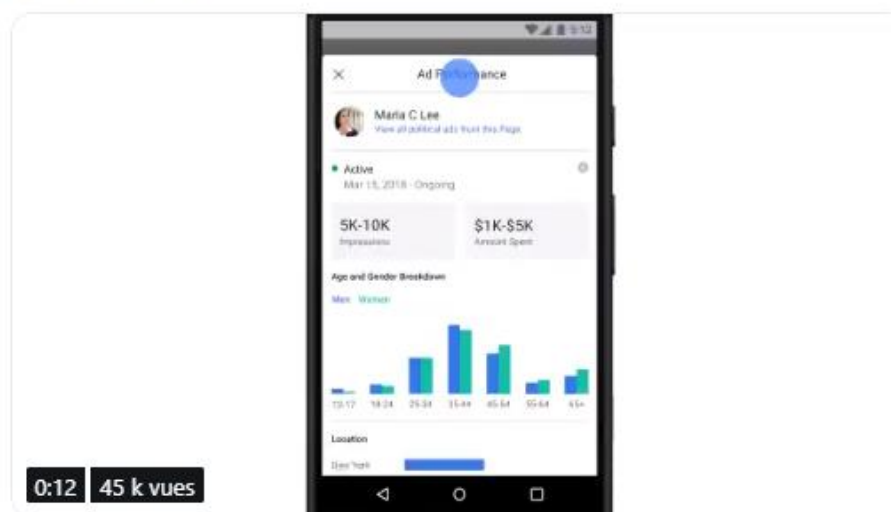 5:12
Ad Performance
Maria C Lee
View all political ads from this Page
Active
Mar 15, 2018 - Ongoing
5K-10K
Impressions
$1K-$5K
Amount Spent
Age and Gender Breakdown
Men Women
13-17 18-24 25-34 35-44 45-54 55-64 65+
Location
New York
0:12 45 k vues